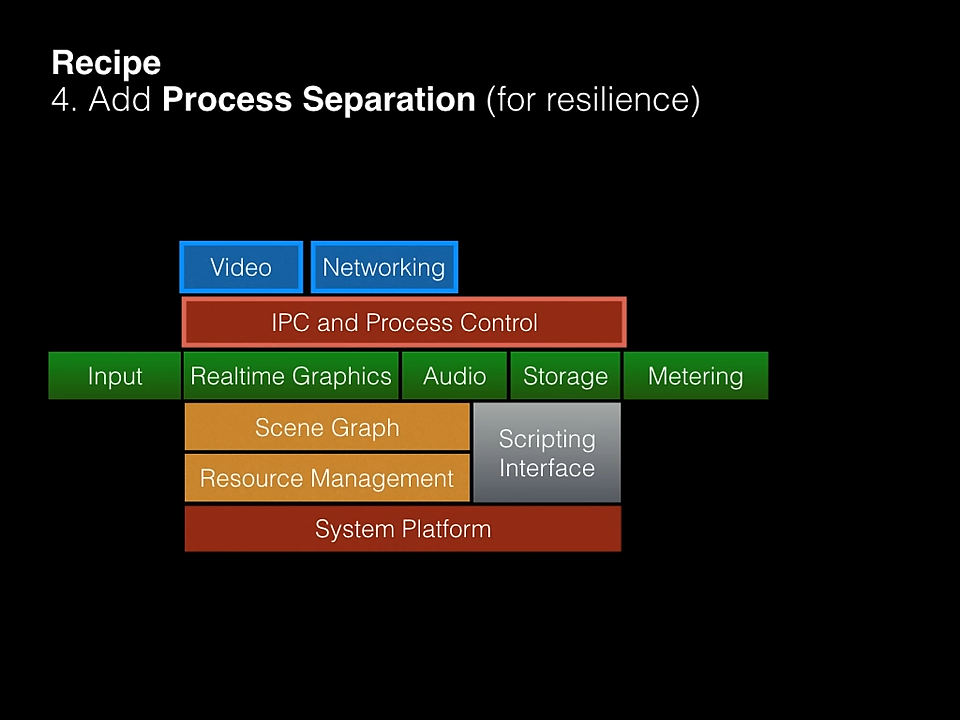 Recipe
4. Add Process Separation (for resilience)
Video
Networking
IPC and Process Control
Input
Realtime Graphics
Audio
Storage
Metering
Scene Graph
Scripting
Interface
Resource Management
System Platform